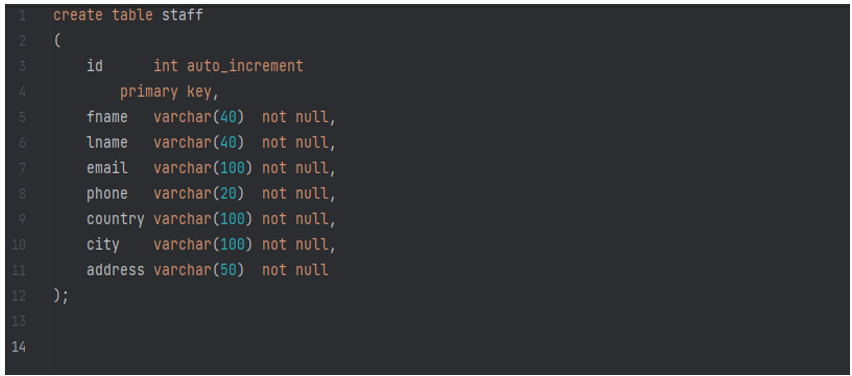 1 create table staff
2 (
3     id      int auto_increment
4         primary key,
5     fname   varchar(40)  not null,
6     lname   varchar(40)  not null,
7     email   varchar(100) not null,
8     phone   varchar(20)  not null,
9     country varchar(100) not null,
10     city    varchar(100) not null,
11     address varchar(50)  not null
12 );
13
14